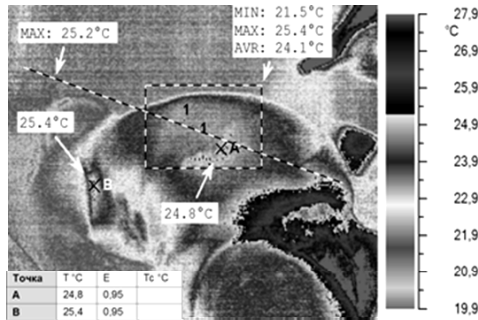 MIN: 21.5°C
MAX: 25.4°C
AVR: 24.1°C
MAX: 25.2°C
1
1
A
25.4°C
B
24.8°C
Точка T °C E Tc °C
A 24,8 0,95
B 25,4 0,95
27,9
°C
26,9
25,9
24,9
23,9
22,9
21,9
20,9
19,9